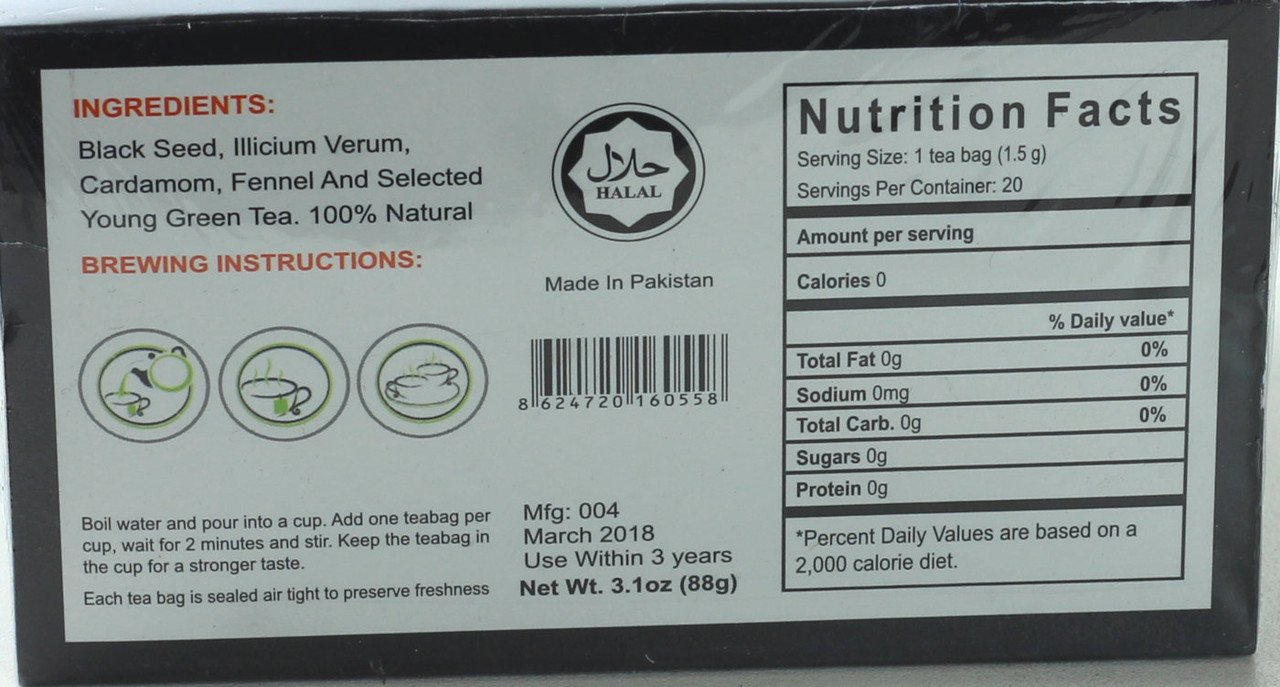 INGREDIENTS:
Black Seed, Illicium Verum,
Cardamom, Fennel And Selected
Young Green Tea. 100% Natural
BREWING INSTRUCTIONS:
Boil water and pour into a cup. Add one teabag per
cup, wait for 2 minutes and stir. Keep the teabag in
the cup for a stronger taste.
Each tea bag is sealed air tight to preserve freshness
حلال
HALAL
Made In Pakistan
8 624720 160558
Mfg: 004
March 2018
Use Within 3 years
Net Wt. 3.1oz (88g)
Nutrition Facts
Serving Size: 1 tea bag (1.5 g)
Servings Per Container: 20
Amount per serving
Calories 0
% Daily value*
Total Fat 0g 0%
Sodium 0mg 0%
Total Carb. 0g 0%
Sugars 0g
Protein 0g
*Percent Daily Values are based on a
2,000 calorie diet.